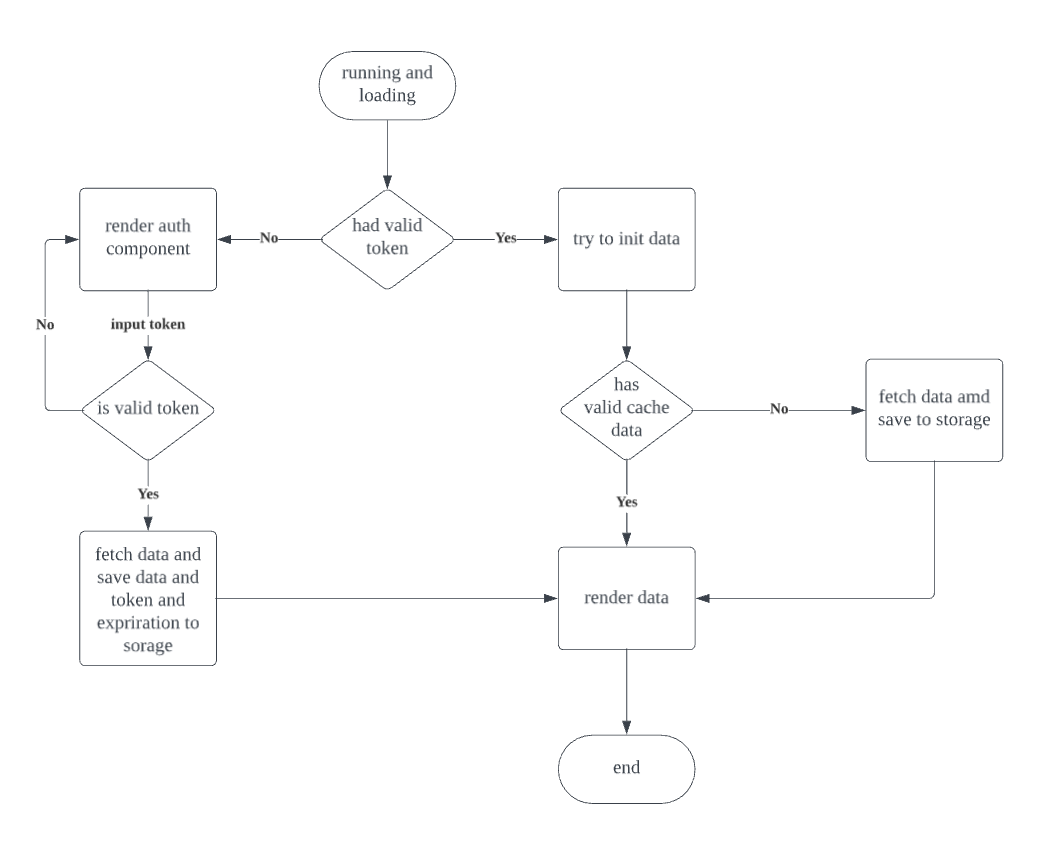 running and
loading
render auth
component
No
had valid
token
Yes
try to init data
No
input token
is valid token
has
valid cache
data
No
fetch data amd
save to storage
Yes
Yes
fetch data and
save data and
token and
expriration to
sorage
render data
end